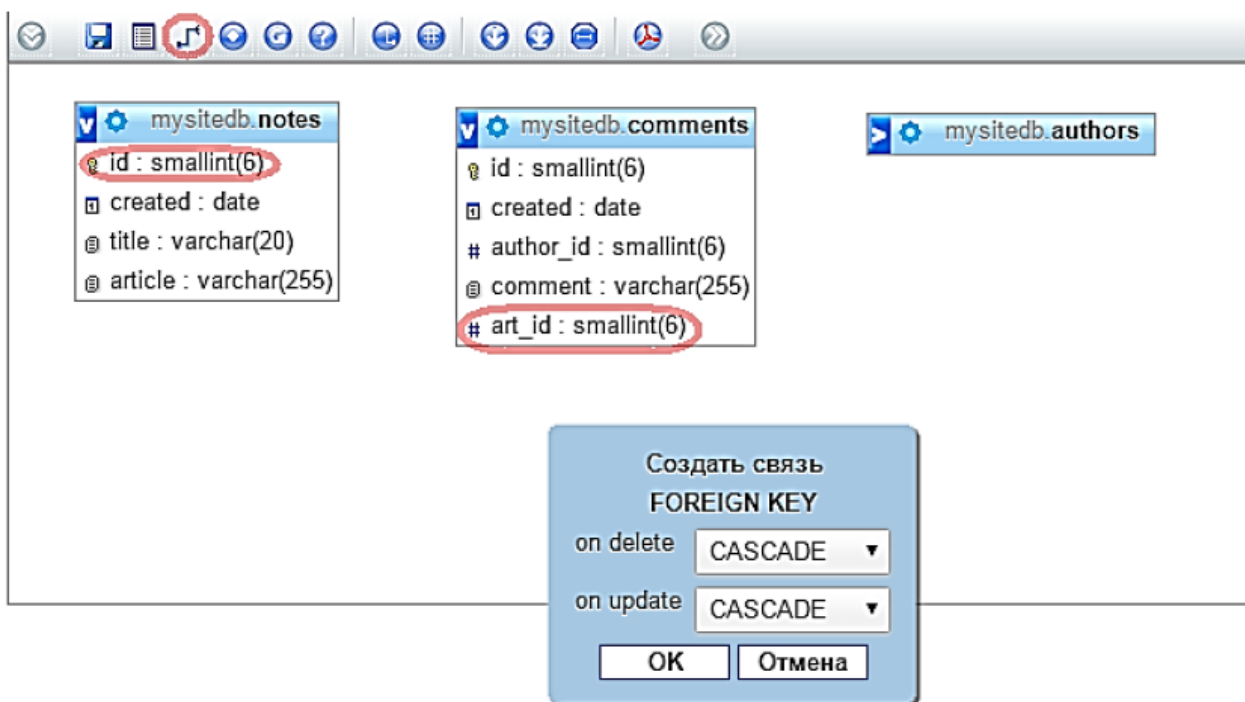 mysitedb.notes
id : smallint(6)
created : date
title : varchar(20)
article : varchar(255)
mysitedb.comments
id : smallint(6)
created : date
# author_id : smallint(6)
comment : varchar(255)
# art_id : smallint(6)
mysitedb.authors
Создать связь
FOREIGN KEY
on delete CASCADE
on update CASCADE
OK Отмена